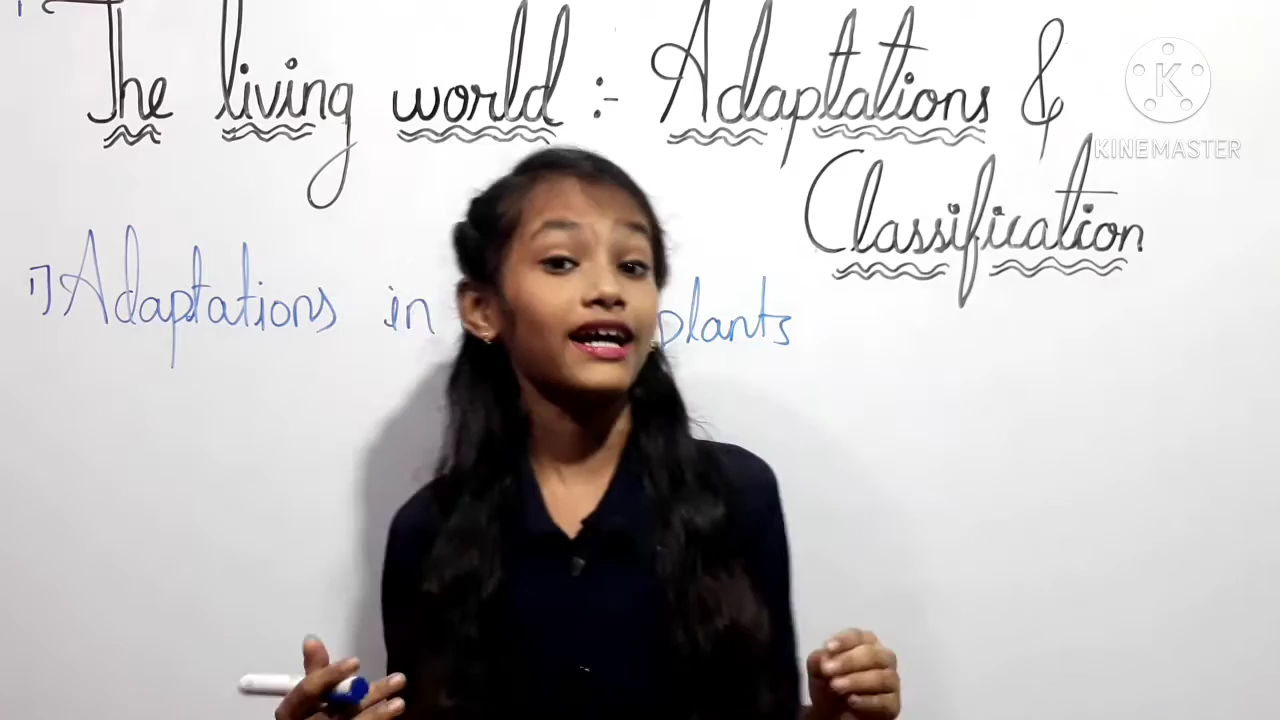 The living world :- Adaptations &
Classification
1) Adaptations in plants
K
KINEMASTER